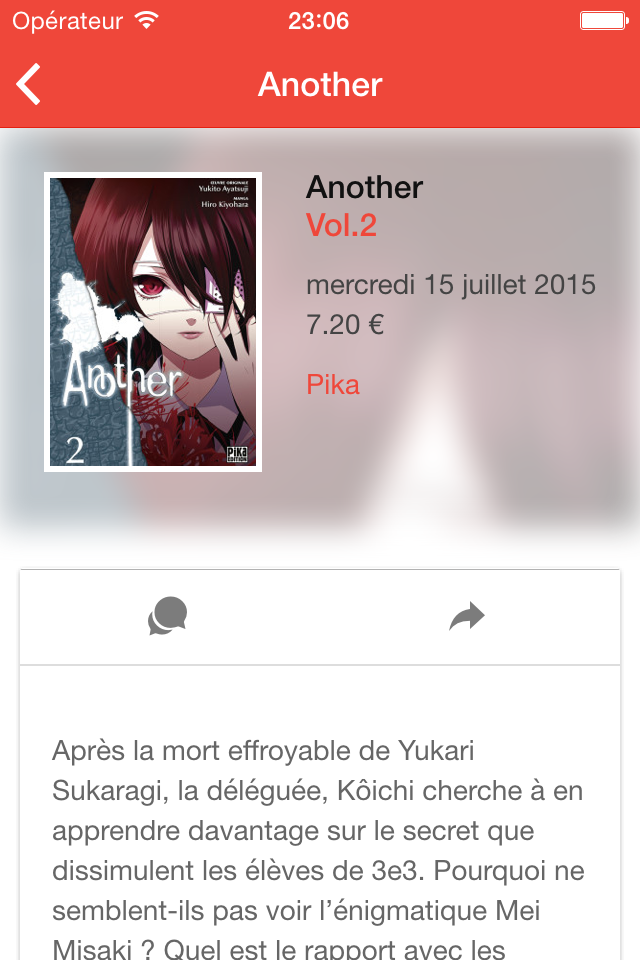 Opérateur 23:06
Another
ŒUVRE ORIGINALE
Yukito Ayatsuji
MANGA
Hiro Kiyohara
Another
2
Pika
ÉDITION
Another
Vol.2
mercredi 15 juillet 2015
7.20 €
Pika
Après la mort effroyable de Yukari
Sukaragi, la déléguée, Kôichi cherche à en
apprendre davantage sur le secret que
dissimulent les élèves de 3e3. Pourquoi ne
semblent-ils pas voir l’énigmatique Mei
Misaki ? Quel est le rapport avec les